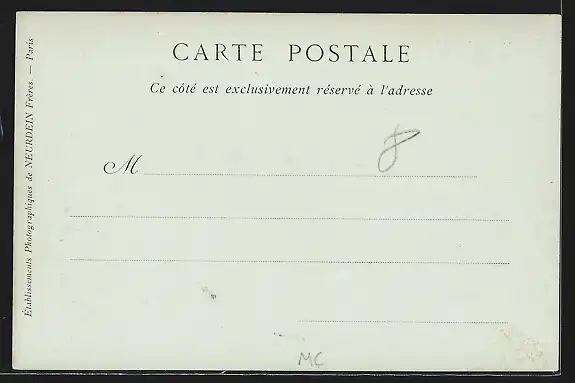 CARTE POSTALE
Ce côté est exclusivement réservé à l'adresse
8
M
MC
Établissements Photographiques de NEURDEIN Frères. — Paris